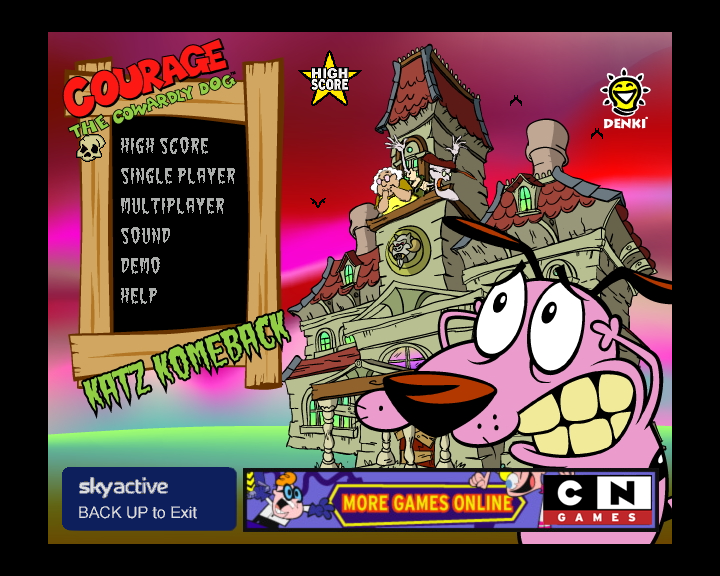 COURAGE
THE COWARDLY DOG
HIGH SCORE
SINGLE PLAYER
MULTIPLAYER
SOUND
DEMO
HELP
KATZ KOMEBACK
HIGH
SCORE
DENKI
skyactive
BACK UP to Exit
MORE GAMES ONLINE
CN
GAMES